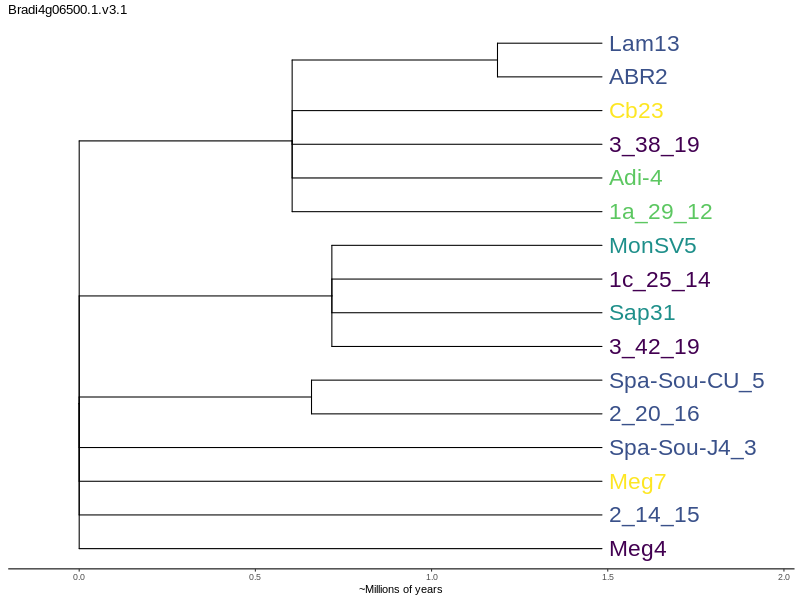 Bradi4g06500.1.v3.1
Lam13
ABR2
Cb23
3_38_19
Adi-4
1a_29_12
MonSV5
1c_25_14
Sap31
3_42_19
Spa-Sou-CU_5
2_20_16
Spa-Sou-J4_3
Meg7
2_14_15
Meg4
0.0 0.5 1.0 1.5 2.0
~Millions of years